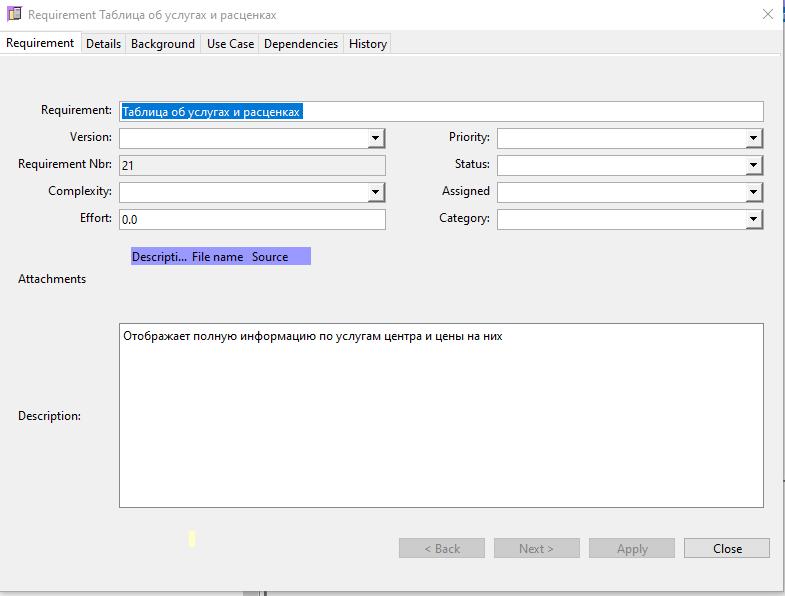 Requirement Таблица об услугах и расценках
Requirement Details Background Use Case Dependencies History
Requirement: Таблица об услугах и расценках
Version: Priority:
Requirement Nbr: 21 Status:
Complexity: Assigned
Effort: 0.0 Category:
Descripti... File name Source
Attachments
Отображает полную информацию по услугам центра и цены на них
Description:
< Back Next > Apply Close